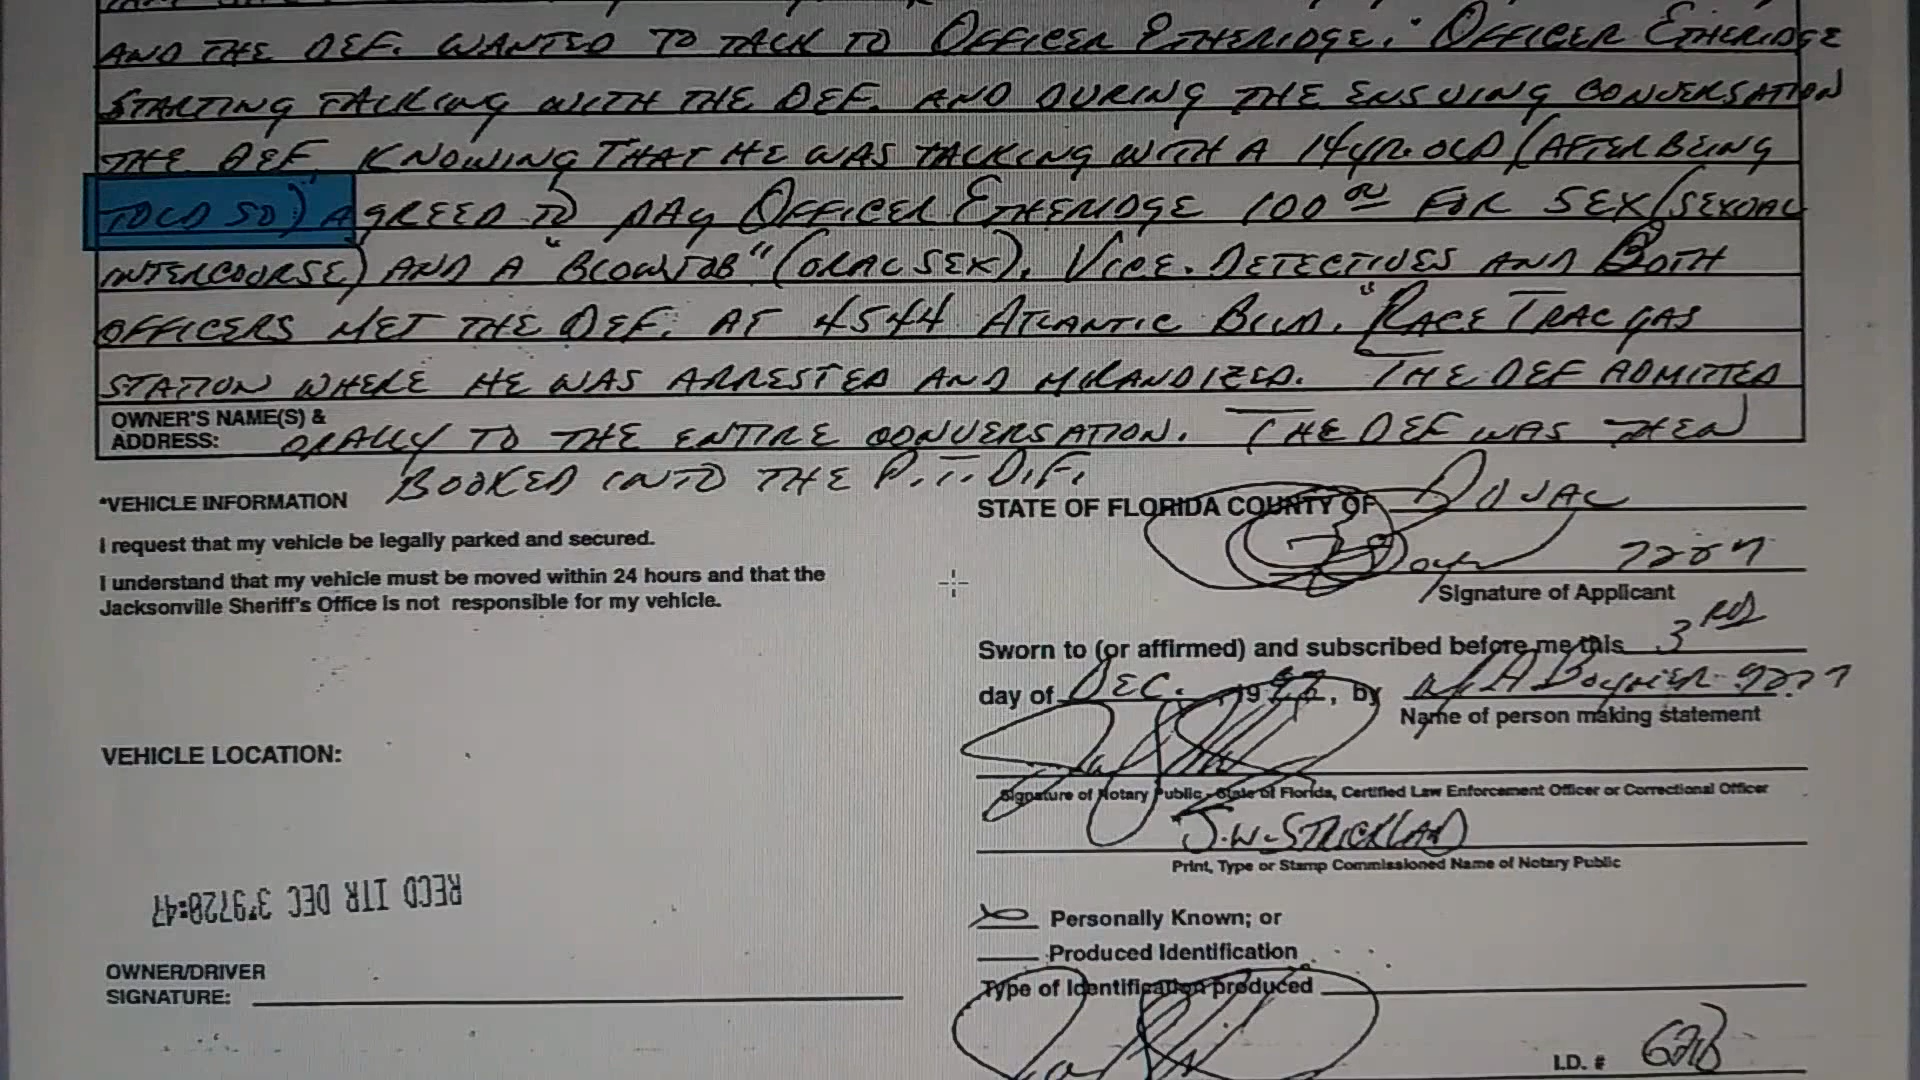 AND THE DEF. WANTED TO TALK TO OFFICER ETHERIDGE. OFFICER ETHERIDGE
STARTING TALKING WITH THE DEF. AND DURING THE ENSUING CONVERSATION
THE DEF. KNOWING THAT HE WAS TALKING WITH A 14 YR. OLD (AFTER BEING
TOLD SO) AGREED TO PAY OFFICER ETHERIDGE 100.00 FOR SEX (SEXUAL
INTERCOURSE) AND A "BLOWJOB" (ORAL SEX). VICE. DETECTIVES AND BOTH
OFFICERS MET THE DEF. AT 4544 ATLANTIC BLVD. "RACE TRAC GAS
STATION WHERE HE WAS ARRESTED AND MIRANDIZED. THE DEF ADMITTED
OWNER'S NAME(S) &
ADDRESS: ORALLY TO THE ENTIRE CONVERSATION. THE DEF WAS THEN
BOOKED INTO THE P.T.D.F.
*VEHICLE INFORMATION
I request that my vehicle be legally parked and secured.
I understand that my vehicle must be moved within 24 hours and that the
Jacksonville Sheriff's Office is not responsible for my vehicle.
VEHICLE LOCATION:
RECD ITR DEC 3'9720:47
OWNER/DRIVER
SIGNATURE:
STATE OF FLORIDA COUNTY OF DUVAL
Signature of Applicant
Sworn to (or affirmed) and subscribed before me this 3RD
day of DEC. , 1997, by
Name of person making statement
Signature of Notary Public - State of Florida, Certified Law Enforcement Officer or Correctional Officer
J.W. STRICKLAND
Print, Type or Stamp Commissioned Name of Notary Public
Personally Known; or
Produced Identification
Type of Identification produced
I.D. #